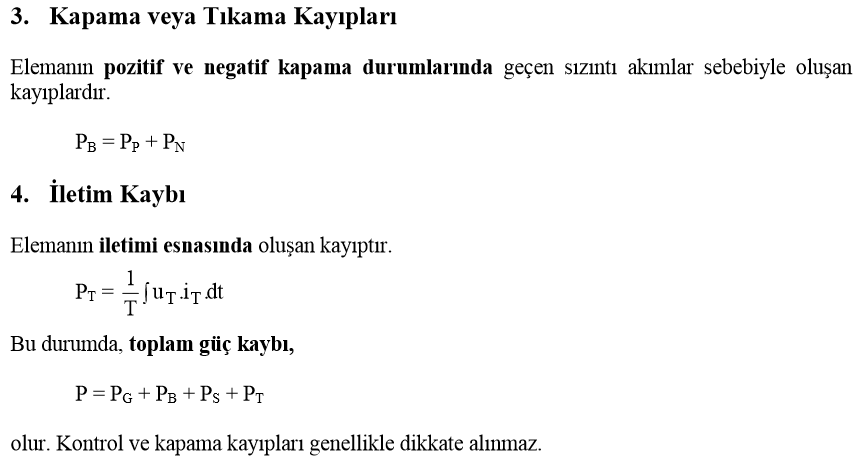 3. Kapama veya Tıkama Kayıpları
Elemanın pozitif ve negatif kapama durumlarında geçen sızıntı akımlar sebebiyle oluşan
kayıplardır.
P_B = P_P + P_N
4. İletim Kaybı
Elemanın iletimi esnasında oluşan kayıptır.
P_T = \frac{1}{T} ∫ u_T.i_T.dt
Bu durumda, toplam güç kaybı,
P = P_G + P_B + P_S + P_T
olur. Kontrol ve kapama kayıpları genellikle dikkate alınmaz.